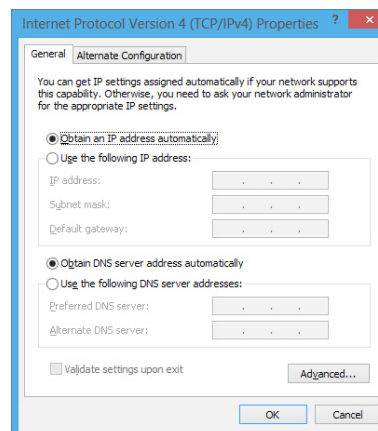 Internet Protocol Version 4 (TCP/IPv4) Properties ? ×
General Alternate Configuration
You can get IP settings assigned automatically if your network supports
this capability. Otherwise, you need to ask your network administrator
for the appropriate IP settings.
Obtain an IP address automatically
Use the following IP address:
IP address: . . .
Subnet mask: . . .
Default gateway: . . .
Obtain DNS server address automatically
Use the following DNS server addresses:
Preferred DNS server: . . .
Alternate DNS server: . . .
Validate settings upon exit
Advanced...
OK Cancel